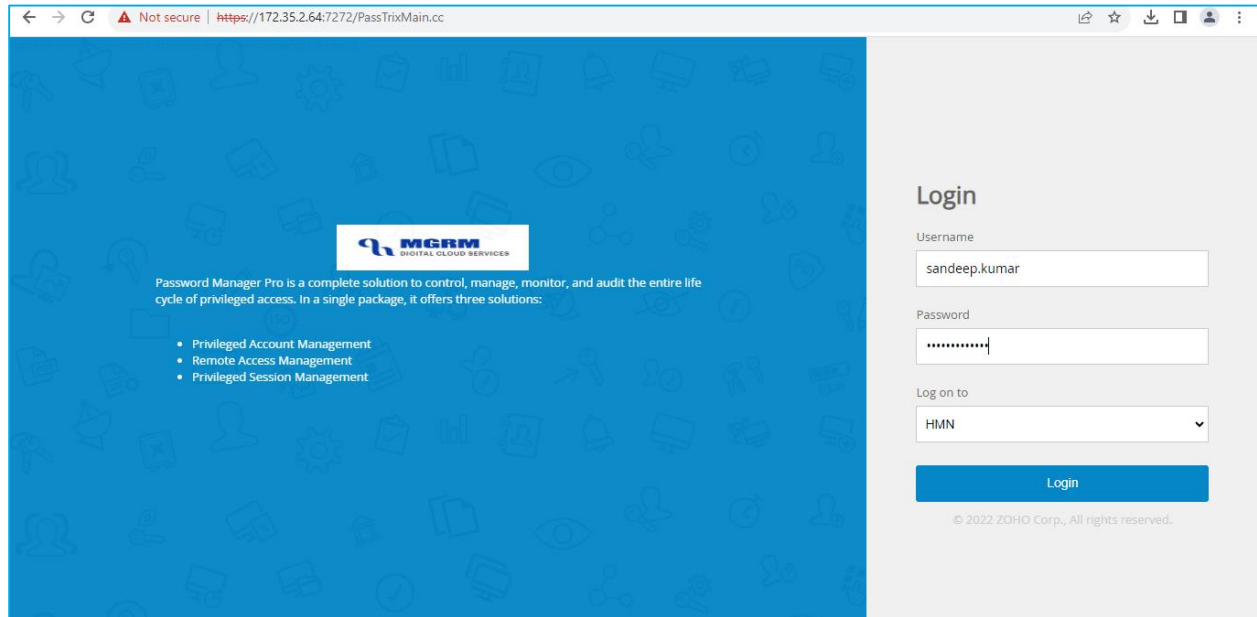 Not secure | https://172.35.2.64:7272/PassTrixMain.cc
MGRM
DIGITAL CLOUD SERVICES
Password Manager Pro is a complete solution to control, manage, monitor, and audit the entire life
cycle of privileged access. In a single package, it offers three solutions:
• Privileged Account Management
• Remote Access Management
• Privileged Session Management
Login
Username
sandeep.kumar
Password
•••••••••••••
Log on to
HMN
Login
© 2022 ZOHO Corp., All rights reserved.